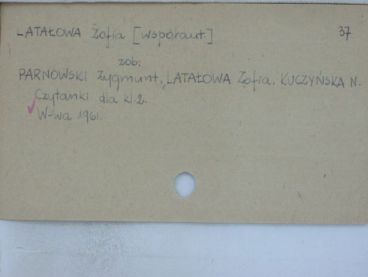 LATAŁOWA Zofia [współaut] 37
zob.
PARNOWSKI Zygmunt, LATAŁOWA Zofia. KUCZYŃSKA N.
Czytanki dla kl 2.
W-wa 1961.